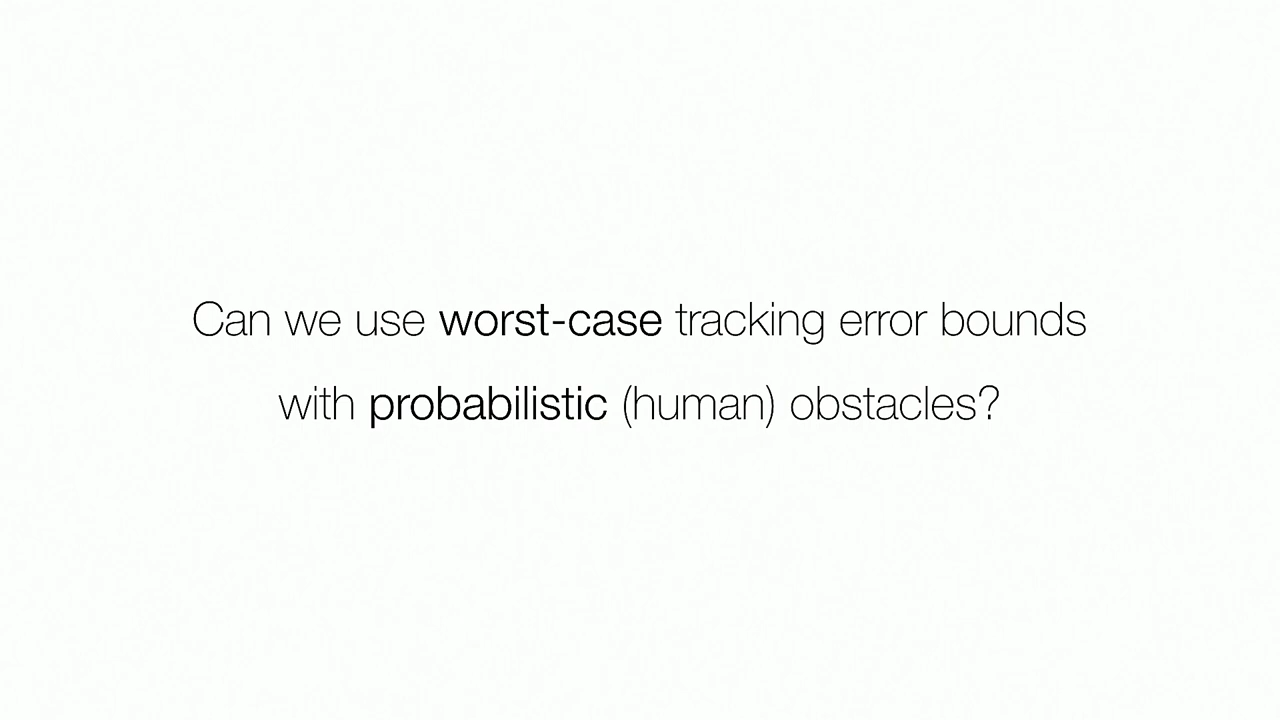 Can we use worst-case tracking error bounds
with probabilistic (human) obstacles?